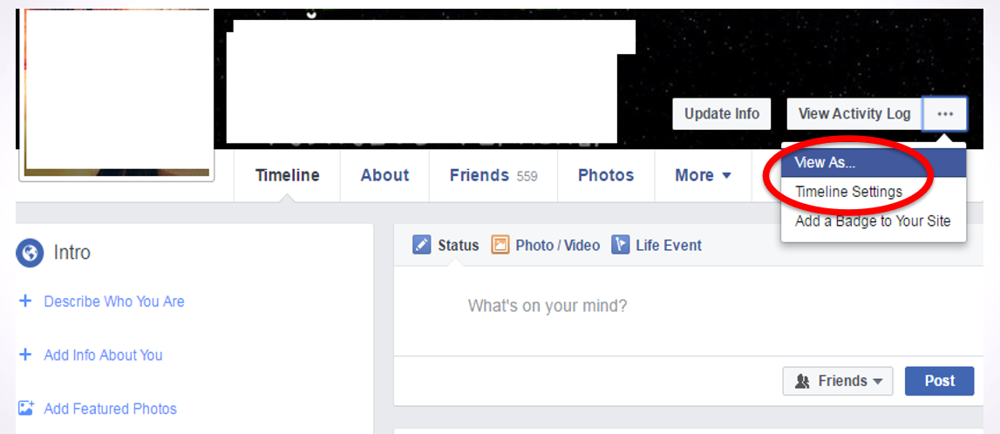 Update Info
View Activity Log
View As...
Timeline
About
Friends 559
Photos
More
Timeline Settings
Add a Badge to Your Site
Intro
Status
Photo / Video
Life Event
Describe Who You Are
What's on your mind?
Add Info About You
Friends
Post
Add Featured Photos